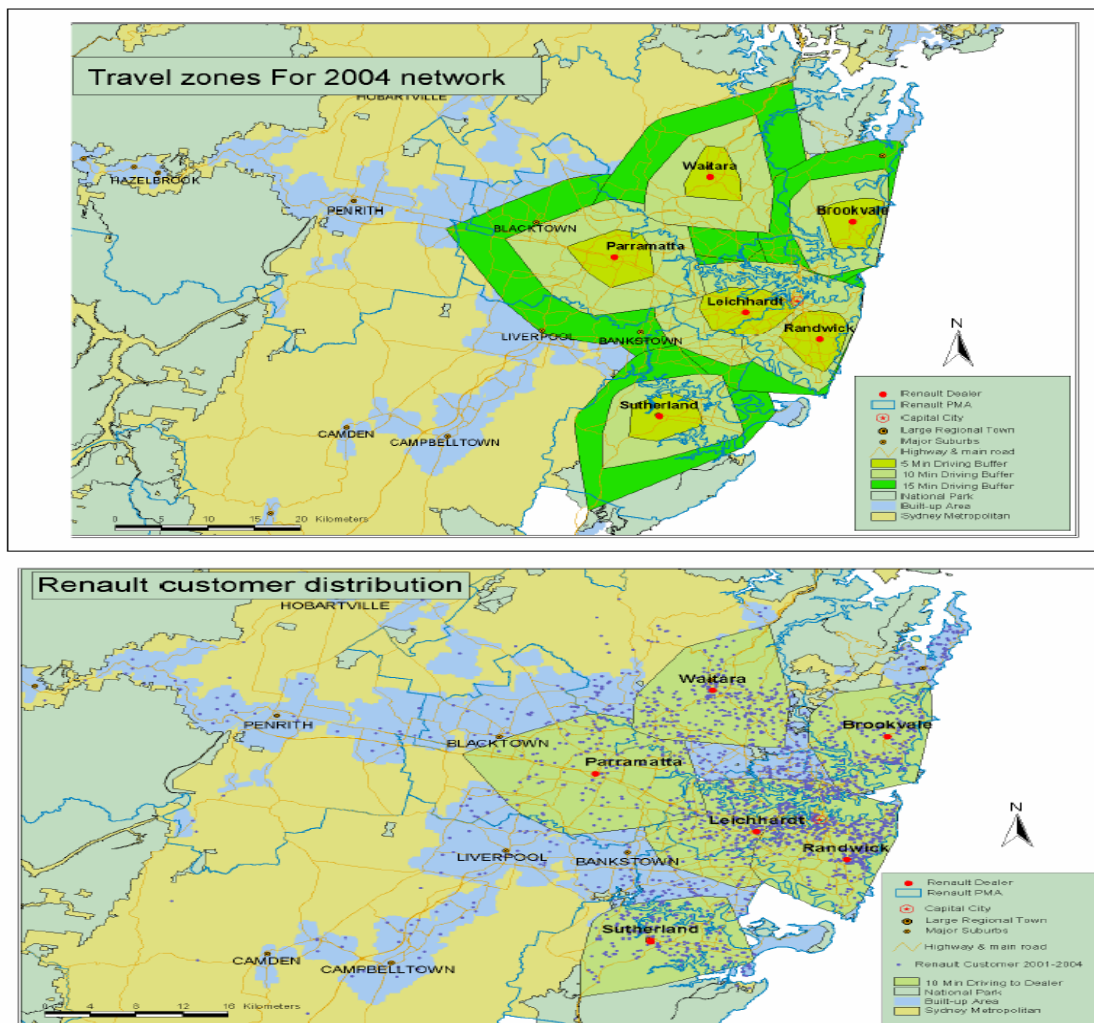 Travel zones For 2004 network
HOBARTVILLE
HAZELBROOK
PENRITH
BLACKTOWN
Waitara
Brookvale
Parramatta
Leichhardt
Randwick
LIVERPOOL
BANKSTOWN
Sutherland
CAMDEN
CAMPBELLTOWN
N
Renault Dealer
Renault PMA
Capital City
Large Regional Town
Major Suburbs
Highway & main road
5 Min Driving Buffer
10 Min Driving Buffer
15 Min Driving Buffer
National Park
Built-up Area
Sydney Metropolitan
0 5 10 15 20 Kilometers
Renault customer distribution
HOBARTVILLE
Waitara
PENRITH
Brookvale
BLACKTOWN
Parramatta
Leichhardt
LIVERPOOL
BANKSTOWN
Randwick
Sutherland
CAMDEN
CAMPBELLTOWN
N
Renault Dealer
Renault PMA
Capital City
Large Regional Town
Major Suburbs
Highway & main road
Renault Customer 2001-2004
10 Min Driving to Dealer
National Park
Built-up Area
Sydney Metropolitan
0 4 8 12 16 Kilometers